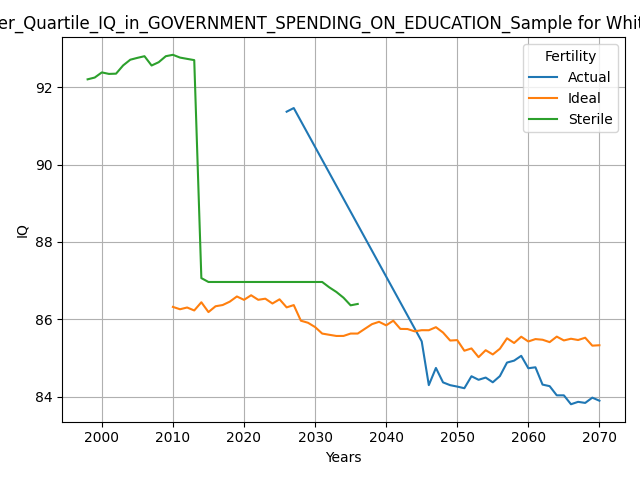 er_Quartile_IQ_in_GOVERNMENT_SPENDING_ON_EDUCATION_Sample for Whit
Fertility
Actual
Ideal
Sterile
IQ
92
90
88
86
84
2000
2010
2020
2030
2040
2050
2060
2070
Years